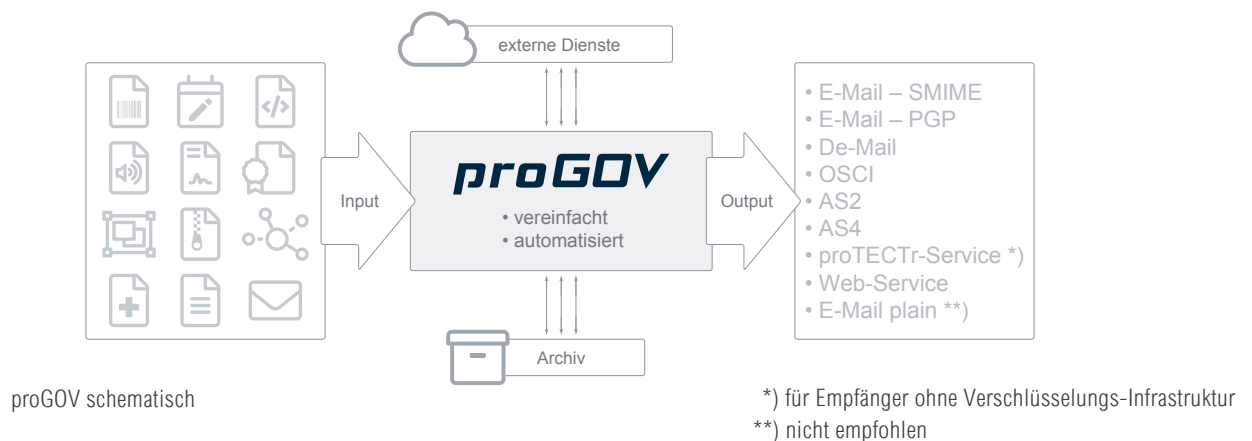 externe Dienste
Input
proGOV
• vereinfacht
• automatisiert
Output
• E-Mail – SMIME
• E-Mail – PGP
• De-Mail
• OSCI
• AS2
• AS4
• proTECTr-Service *)
• Web-Service
• E-Mail plain **)
Archiv
proGOV schematisch
*) für Empfänger ohne Verschlüsselungs-Infrastruktur
**) nicht empfohlen